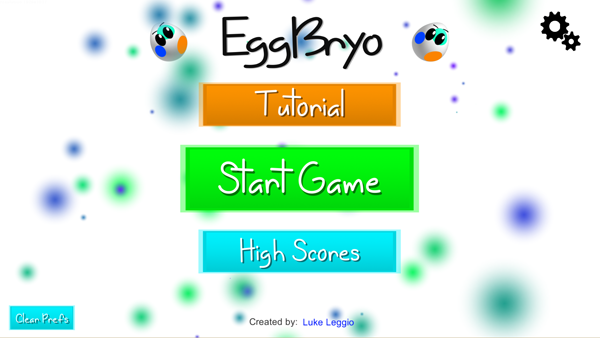 EggBryo
Tutorial
Start Game
High Scores
Clean Prefs
Created by: Luke Leggio